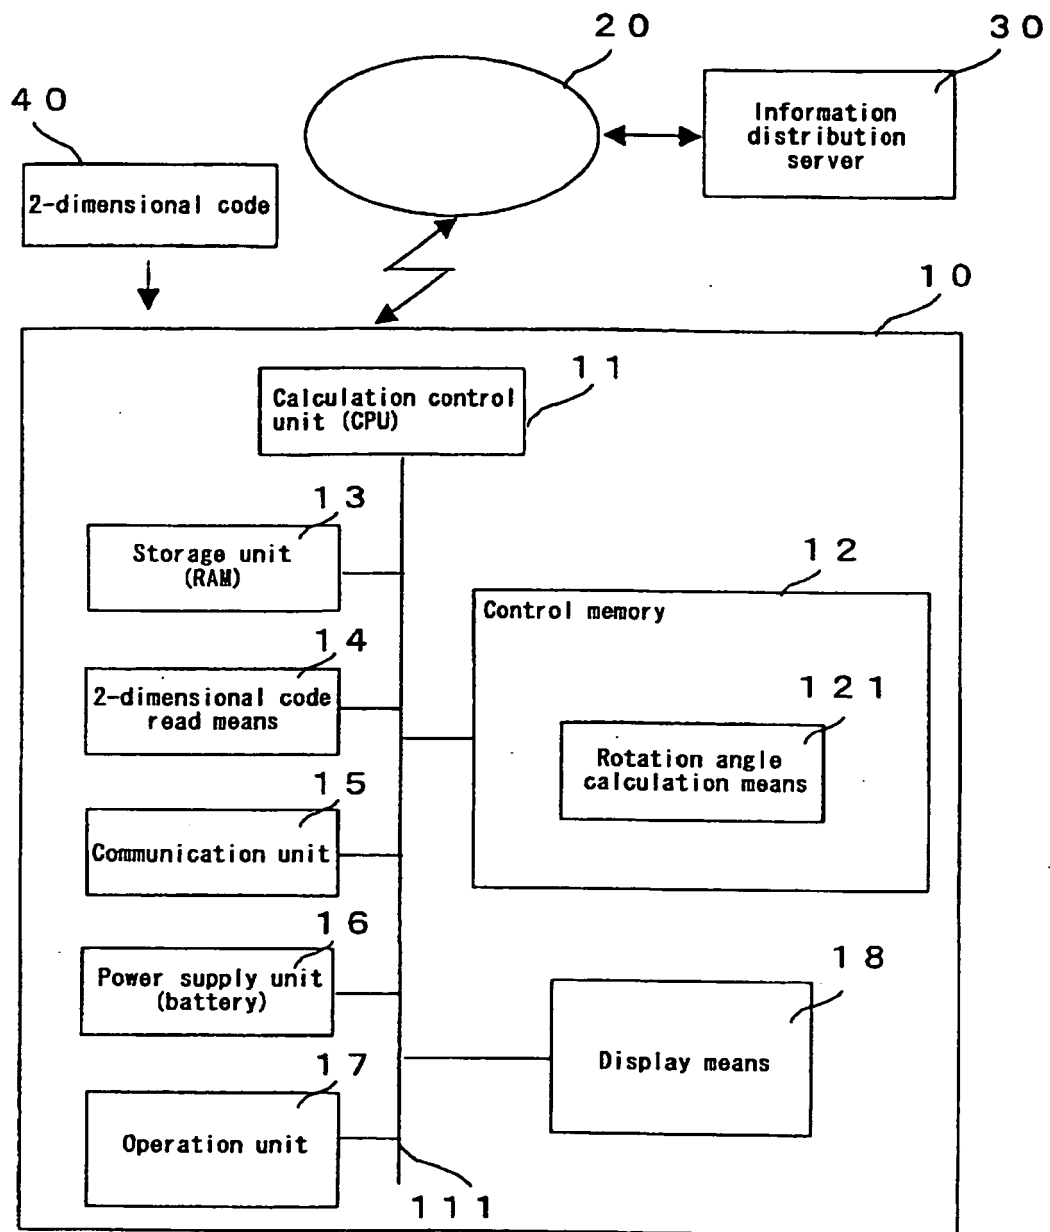 20
30
40
Information
distribution
server
2-dimensional code
10
11
Calculation control
unit (CPU)
13
Storage unit
(RAM)
12
Control memory
14
2-dimensional code
read means
121
Rotation angle
calculation means
15
Communication unit
16
Power supply unit
(battery)
18
Display means
17
Operation unit
111